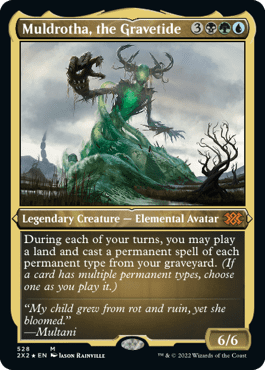 Muldrotha, the Gravetide 3
Legendary Creature — Elemental Avatar
During each of your turns, you may play
a land and cast a permanent spell of each
permanent type from your graveyard. (If
a card has multiple permanent types, choose
one as you play it.)
“My child grew from rot and ruin, yet she
bloomed.”
—Multani
6/6
528 M
2X2 ★ EN Jason Rainville
™ & © 2022 Wizards of the Coast